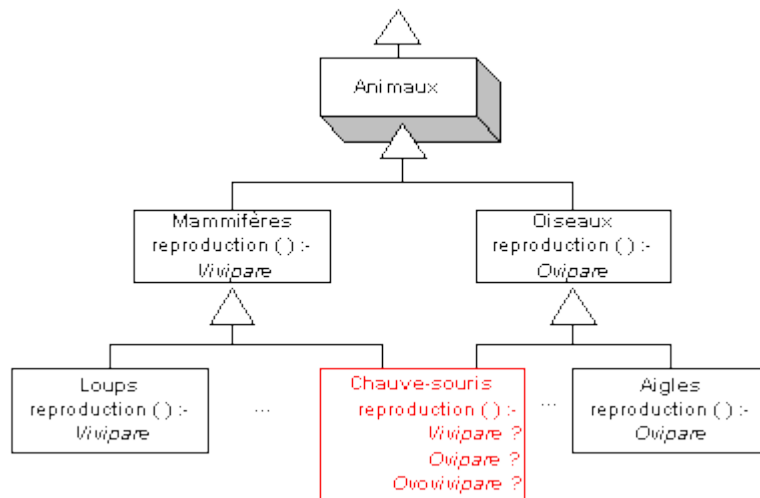 Animaux
Mammifères
reproduction ( ) :-
Vivipare
Oiseaux
reproduction ( ) :-
Ovipare
Loups
reproduction ( ) :-
Vivipare
...
Chauve-souris
reproduction ( ) :-
Vivipare ?
Ovipare ?
Ovovivipare ?
...
Aigles
reproduction ( ) :-
Ovipare